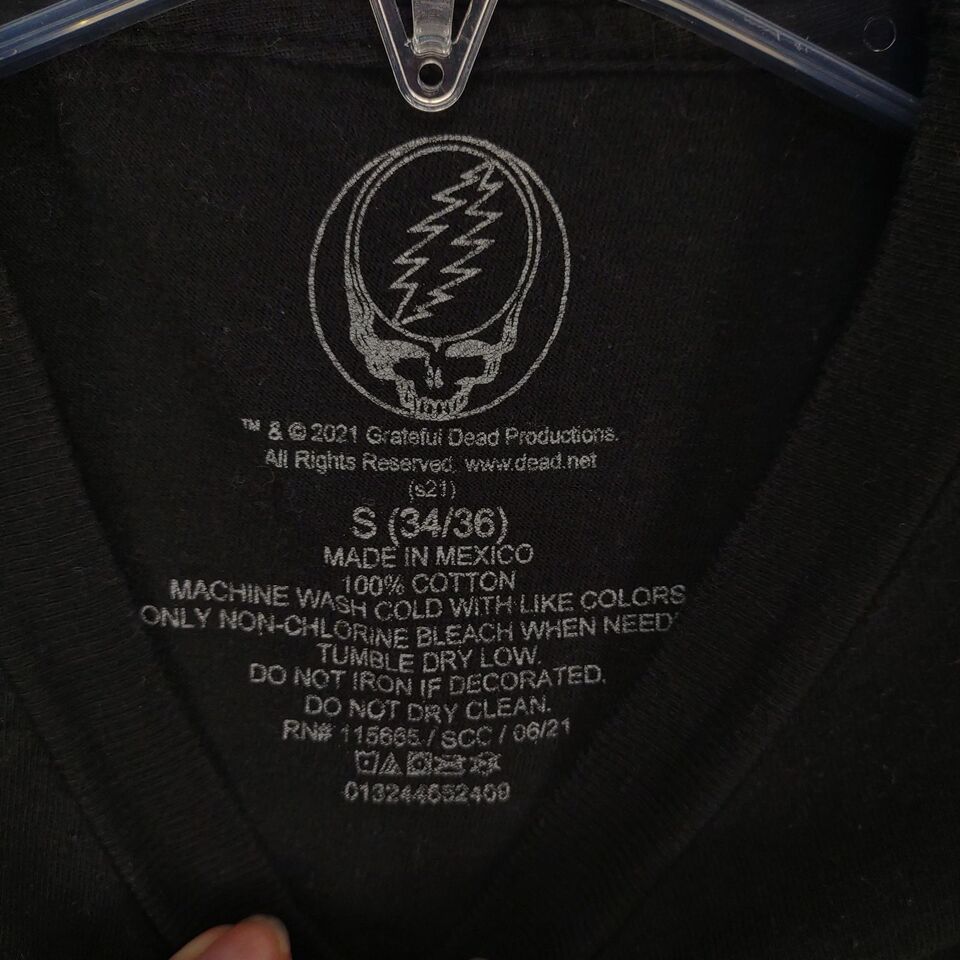 ™ & © 2021 Grateful Dead Productions.
All Rights Reserved. www.dead.net
(s21)
S (34/36)
MADE IN MEXICO
100% COTTON
MACHINE WASH COLD WITH LIKE COLORS
ONLY NON-CHLORINE BLEACH WHEN NEED
TUMBLE DRY LOW.
DO NOT IRON IF DECORATED.
DO NOT DRY CLEAN.
RN# 115665 / SCC / 06/21